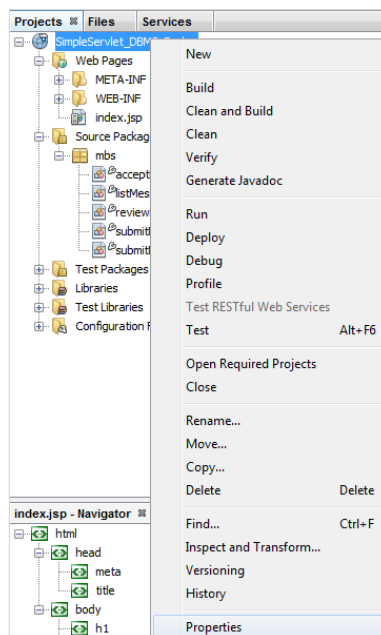 Projects Files Services
SimpleServlet_DBMS
Web Pages
META-INF
WEB-INF
index.jsp
Source Packag
mbs
accept
listMes
review
submit
submit
Test Packages
Libraries
Test Libraries
Configuration F
New
Build
Clean and Build
Clean
Verify
Generate Javadoc
Run
Deploy
Debug
Profile
Test RESTful Web Services
Test Alt+F6
Open Required Projects
Close
Rename...
Move...
Copy...
Delete Delete
Find... Ctrl+F
Inspect and Transform...
Versioning
History
Properties
index.jsp - Navigator
html
head
meta
title
body
h1